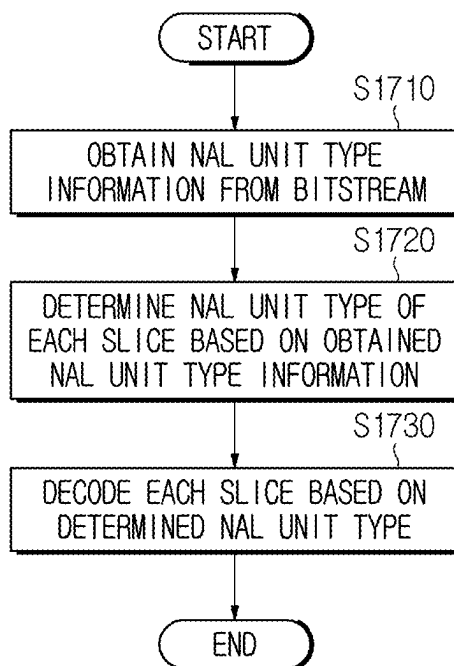 START
S1710
OBTAIN NAL UNIT TYPE
INFORMATION FROM BITSTREAM
S1720
DETERMINE NAL UNIT TYPE OF
EACH SLICE BASED ON OBTAINED
NAL UNIT TYPE INFORMATION
S1730
DECODE EACH SLICE BASED ON
DETERMINED NAL UNIT TYPE
END